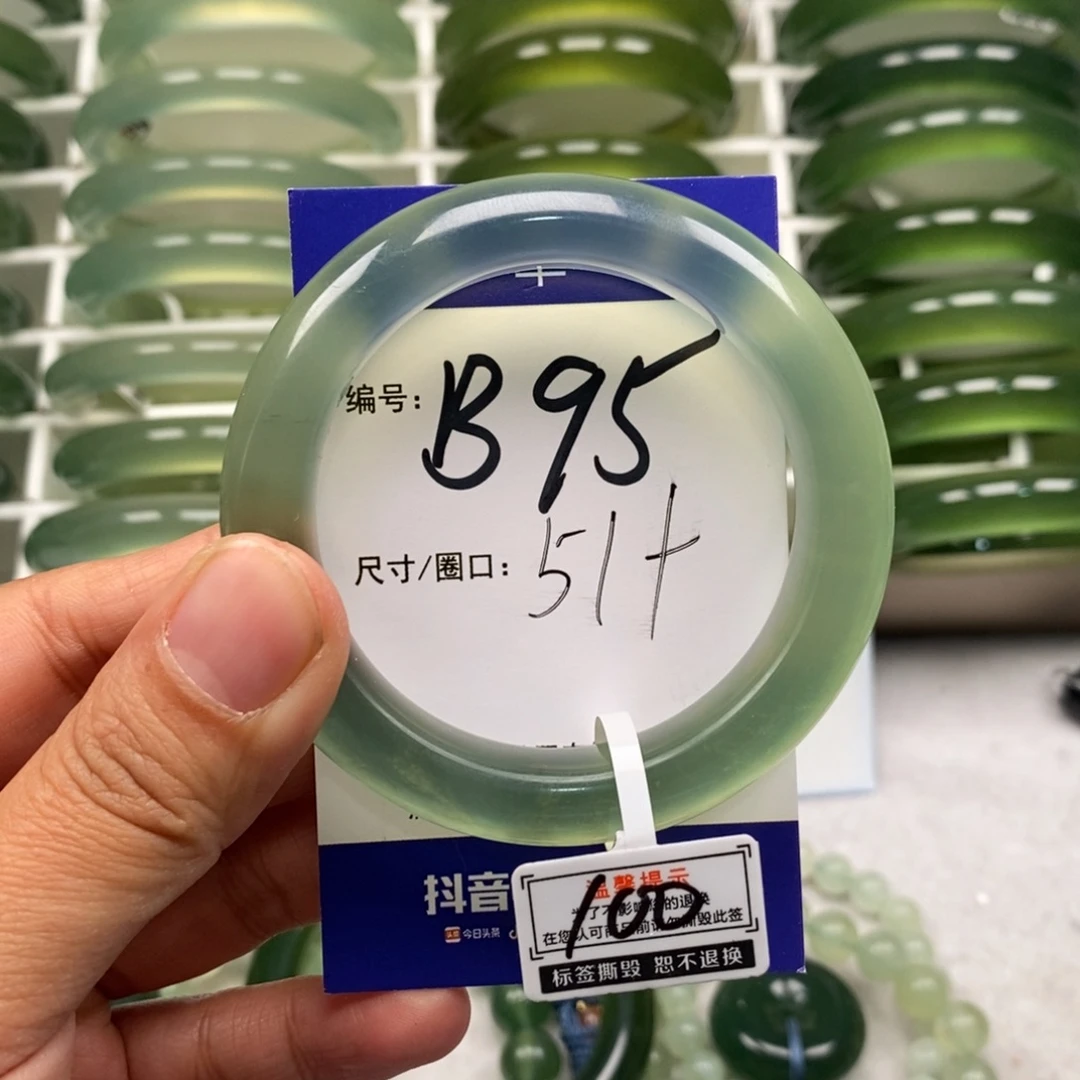 编号: B95
尺寸/圈口: 51+
抖音
今日头条
温馨提示
100
标签撕毁 恕不退换